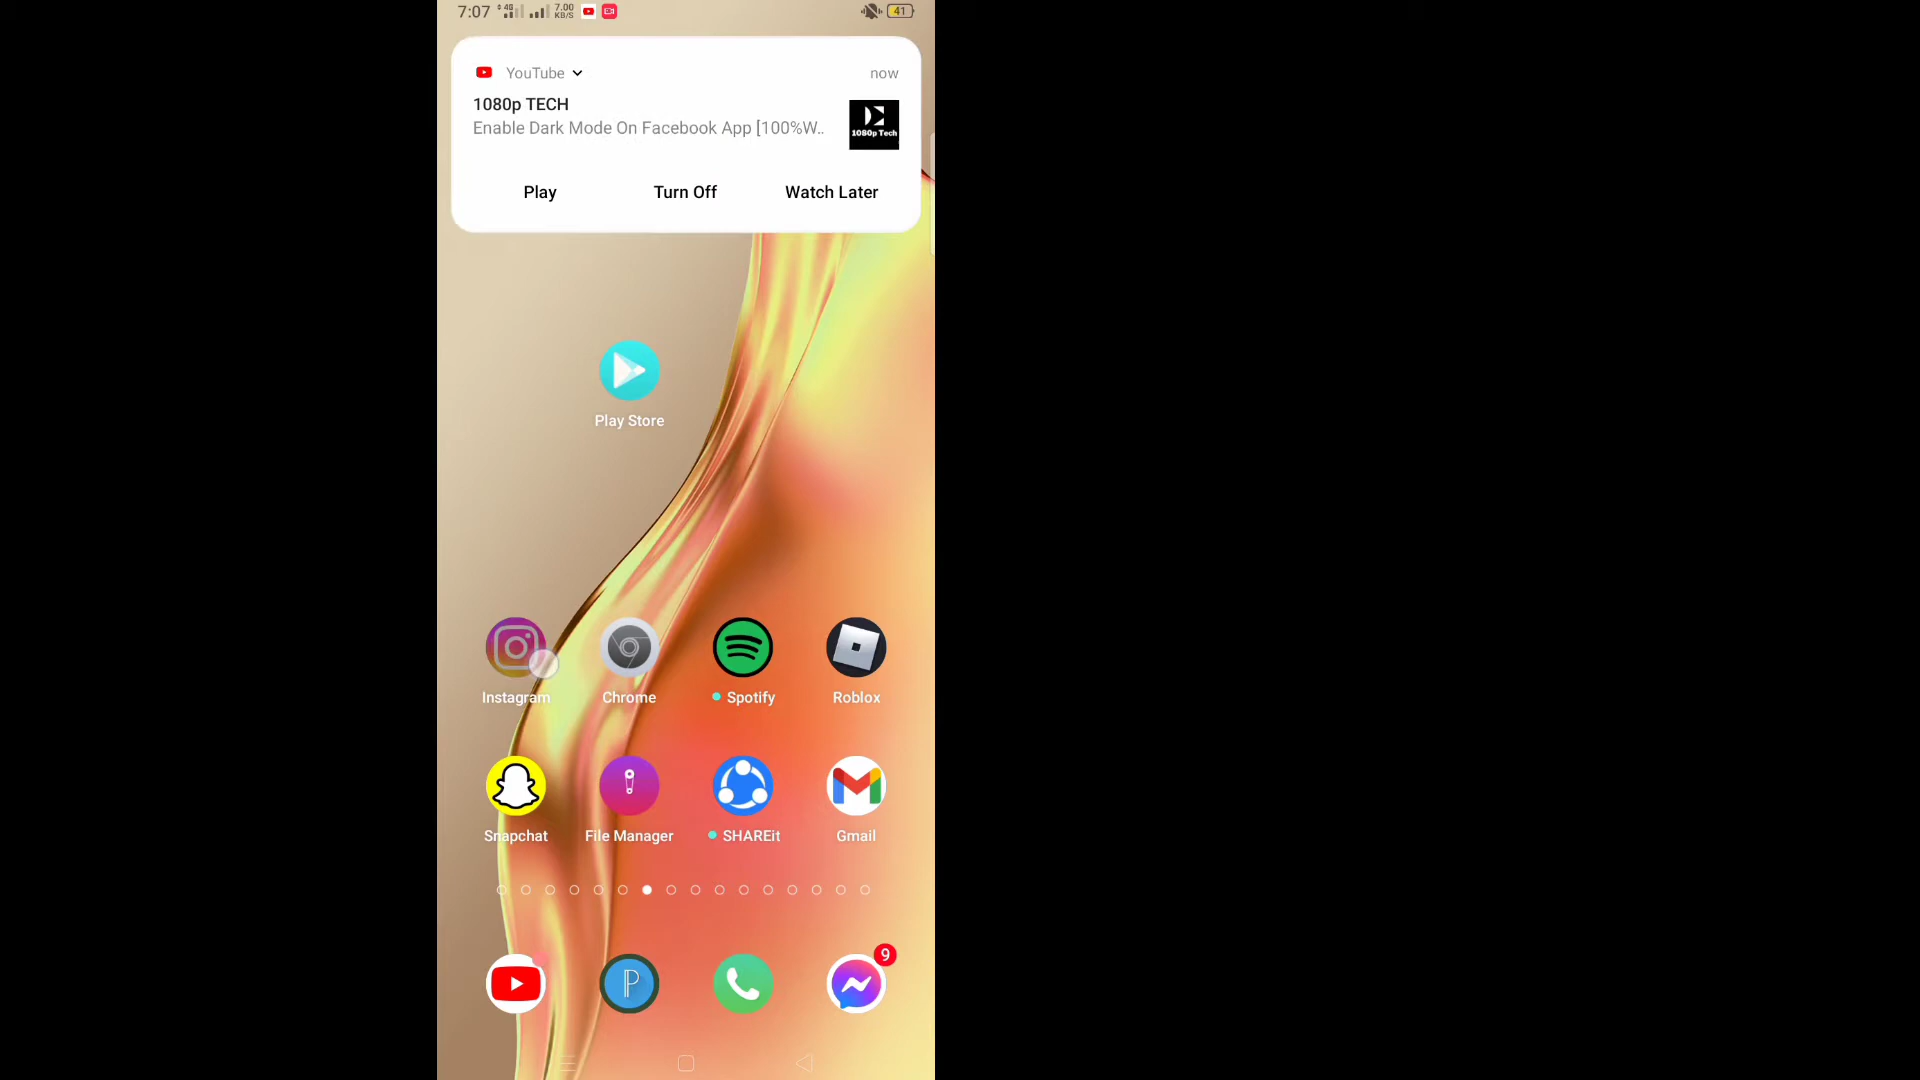 7:07 4G 7.00 KB/S 41
YouTube now
1080p TECH
Enable Dark Mode On Facebook App [100%W..
1080p Tech
Play Turn Off Watch Later
Play Store
Instagram Chrome Spotify Roblox
Snapchat File Manager SHAREit Gmail
9